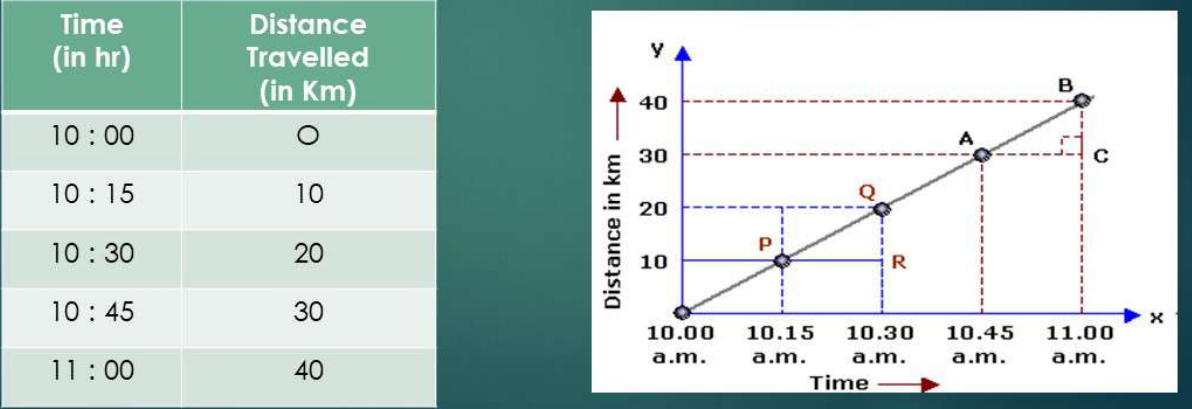 Time
(in hr)
Distance
Travelled
(in Km)
10 : 00
O
10 : 15
10
10 : 30
20
10 : 45
30
11 : 00
40
y
40
30
20
10
Distance in km
B
A
C
Q
P
R
x
10.00
a.m.
10.15
a.m.
10.30
a.m.
10.45
a.m.
11.00
a.m.
Time